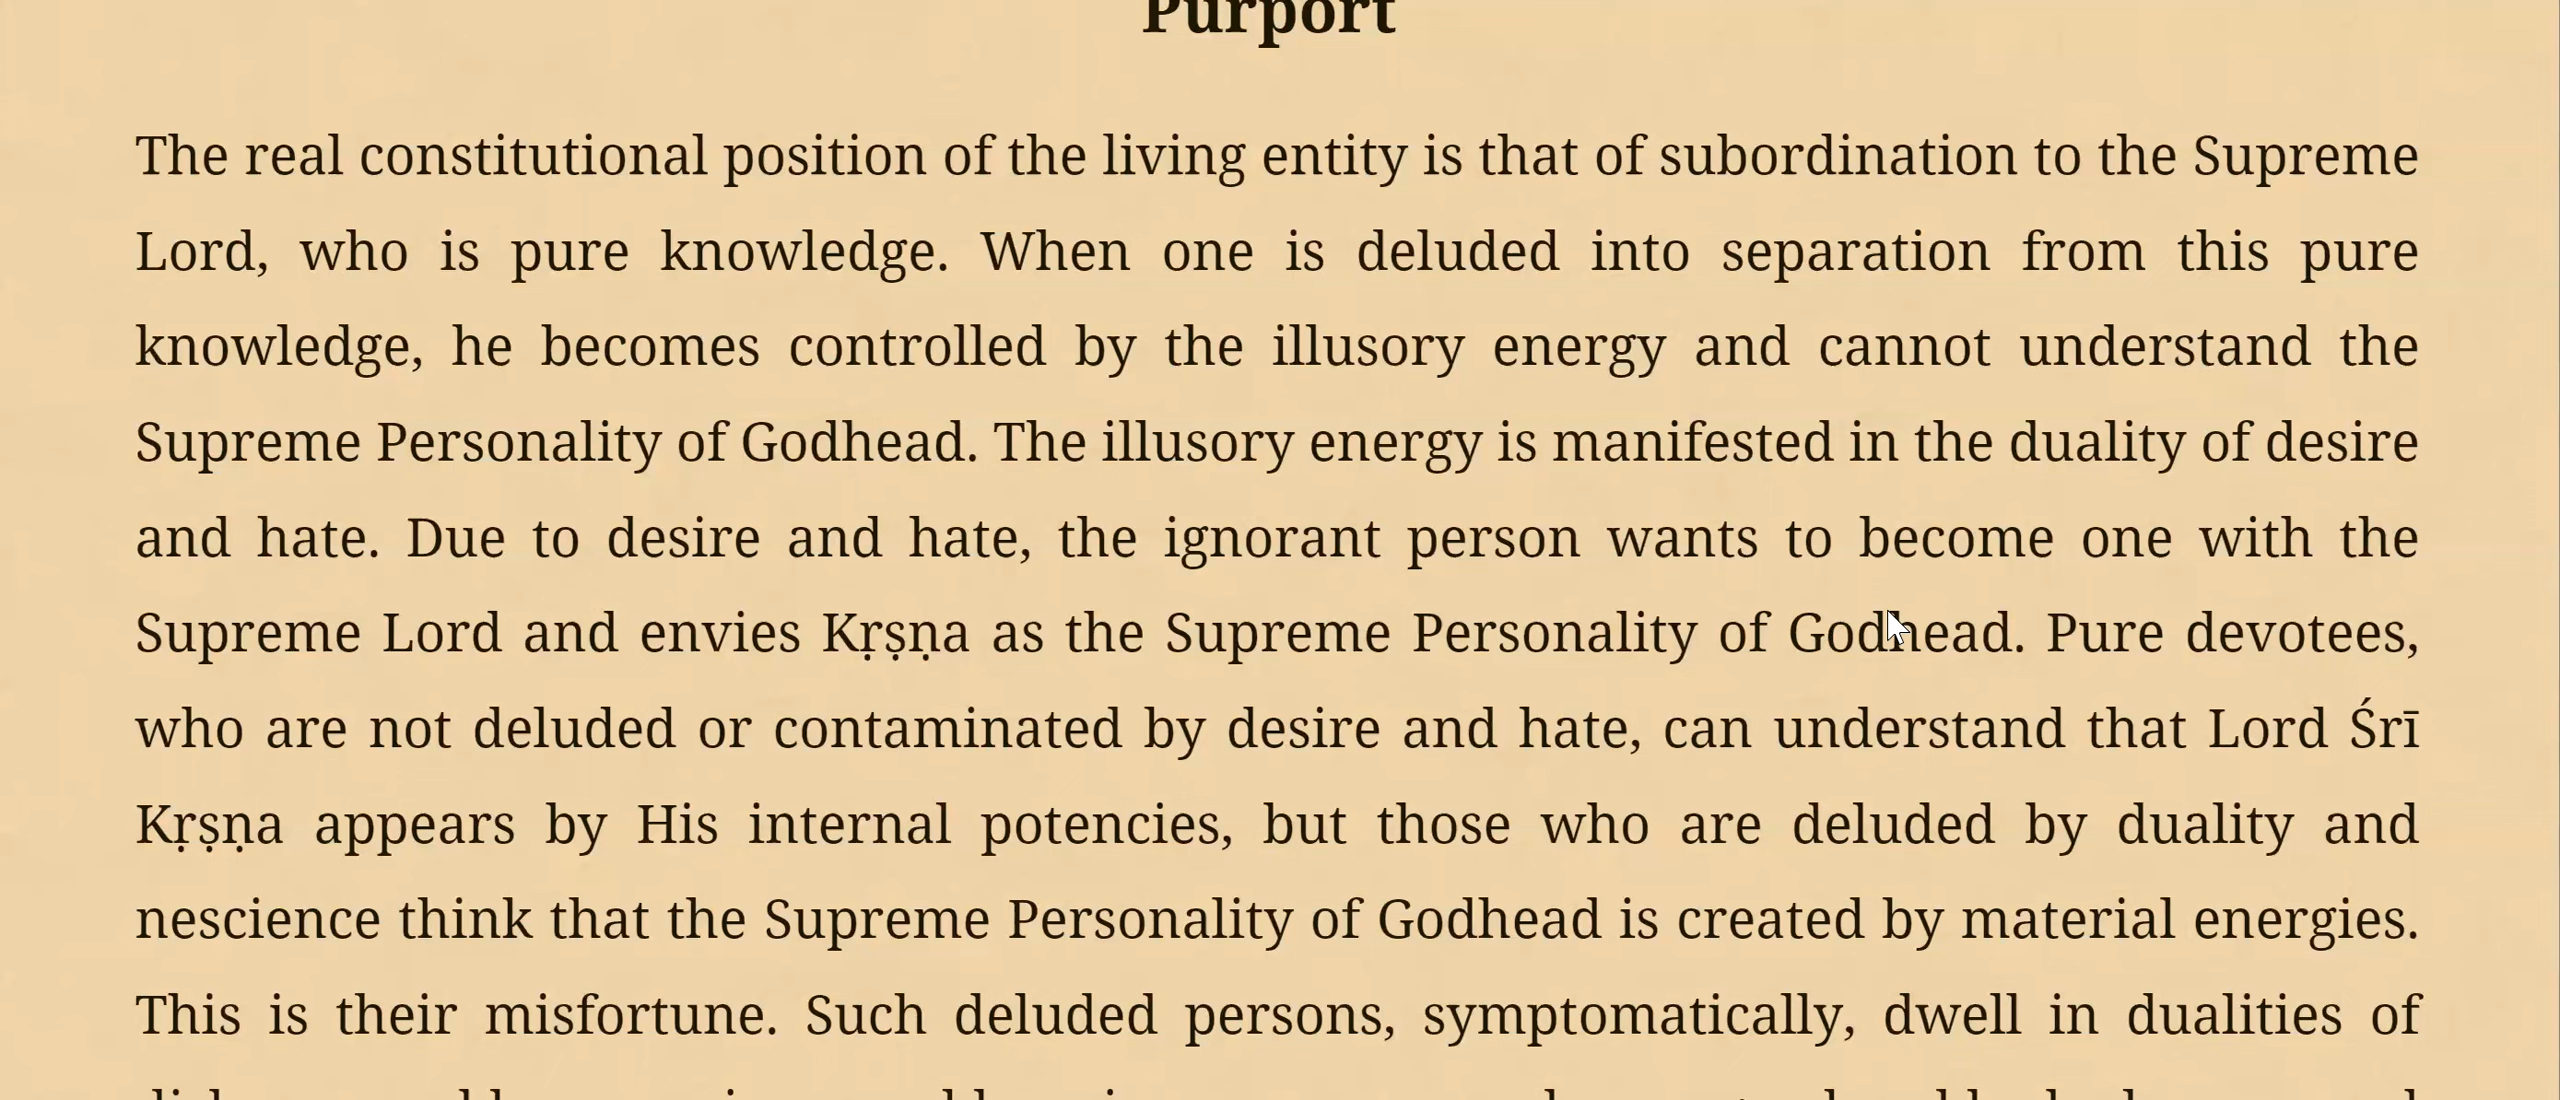 Purport
The real constitutional position of the living entity is that of subordination to the Supreme
Lord, who is pure knowledge. When one is deluded into separation from this pure
knowledge, he becomes controlled by the illusory energy and cannot understand the
Supreme Personality of Godhead. The illusory energy is manifested in the duality of desire
and hate. Due to desire and hate, the ignorant person wants to become one with the
Supreme Lord and envies Kṛṣṇa as the Supreme Personality of Godhead. Pure devotees,
who are not deluded or contaminated by desire and hate, can understand that Lord Śrī
Kṛṣṇa appears by His internal potencies, but those who are deluded by duality and
nescience think that the Supreme Personality of Godhead is created by material energies.
This is their misfortune. Such deluded persons, symptomatically, dwell in dualities of